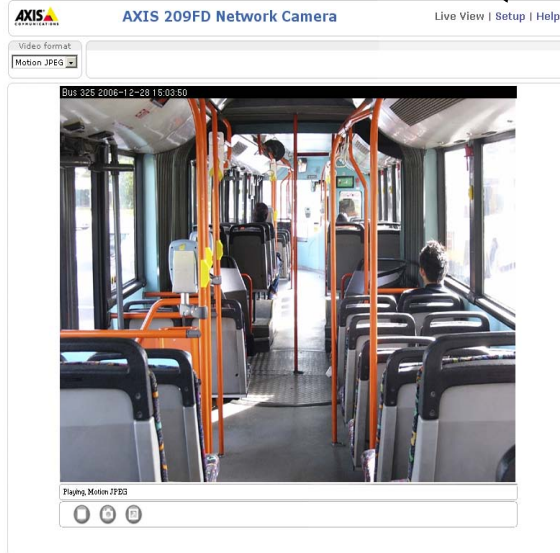 AXIS
COMMUNICATIONS
AXIS 209FD Network Camera
Live View | Setup | Help
Video format
Motion JPEG
Bus 325 2006-12-28 15:03:50
Playing, Motion JPEG